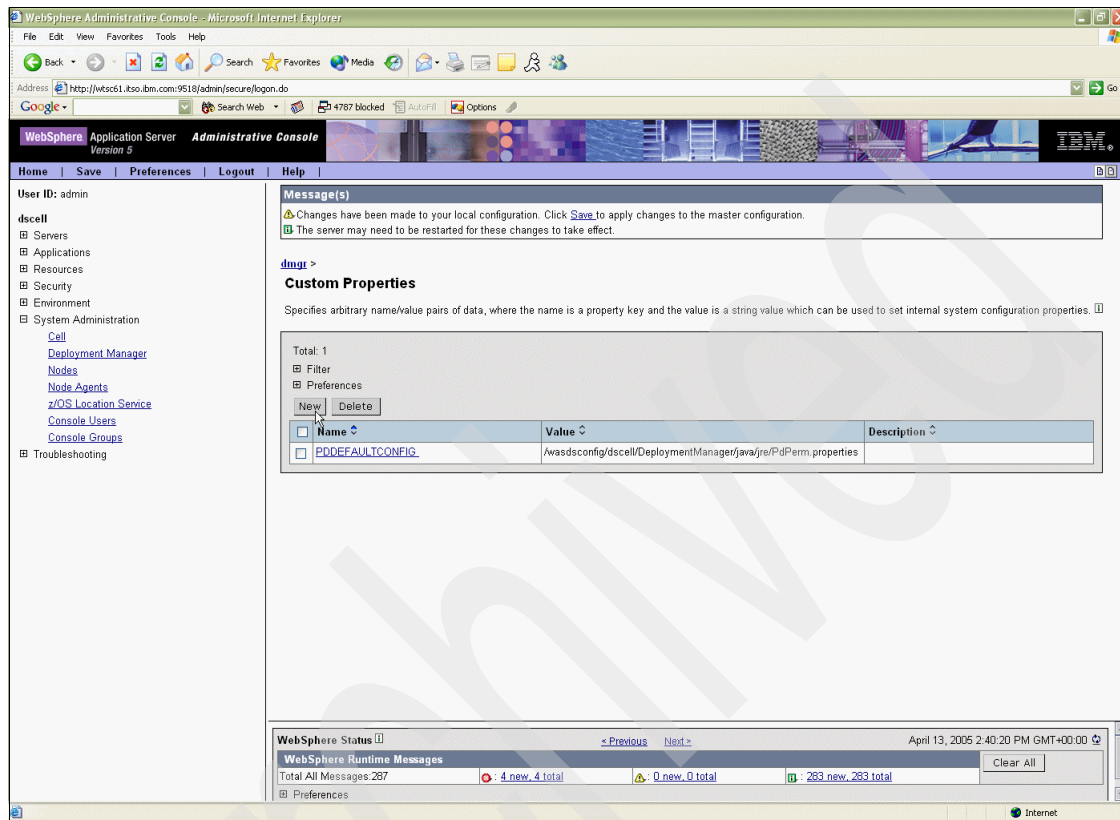 WebSphere Administrative Console - Microsoft Internet Explorer
File Edit View Favorites Tools Help
Back Search Favorites Media
Address http://wtsc61.itso.ibm.com:9518/admin/secure/logon.do Go
Google Search Web 4787 blocked AutoFill Options
WebSphere Application Server Administrative Console
Version 5
IBM
Home | Save | Preferences | Logout | Help |
User ID: admin
dscell
Servers
Applications
Resources
Security
Environment
System Administration
Cell
Deployment Manager
Nodes
Node Agents
z/OS Location Service
Console Users
Console Groups
Troubleshooting
Message(s)
Changes have been made to your local configuration. Click Save to apply changes to the master configuration.
The server may need to be restarted for these changes to take effect.
dmgr >
Custom Properties
Specifies arbitrary name/value pairs of data, where the name is a property key and the value is a string value which can be used to set internal system configuration properties.
Total: 1
Filter
Preferences
New Delete
Name Value Description
PDDEFAULTCONFIG /wasdsconfig/dscell/DeploymentManager/java/jre/PdPerm.properties
WebSphere Status < Previous Next > April 13, 2005 2:40:20 PM GMT+00:00
WebSphere Runtime Messages Clear All
Total All Messages:287 : 4 new, 4 total : 0 new, 0 total : 283 new, 283 total
Preferences
Internet